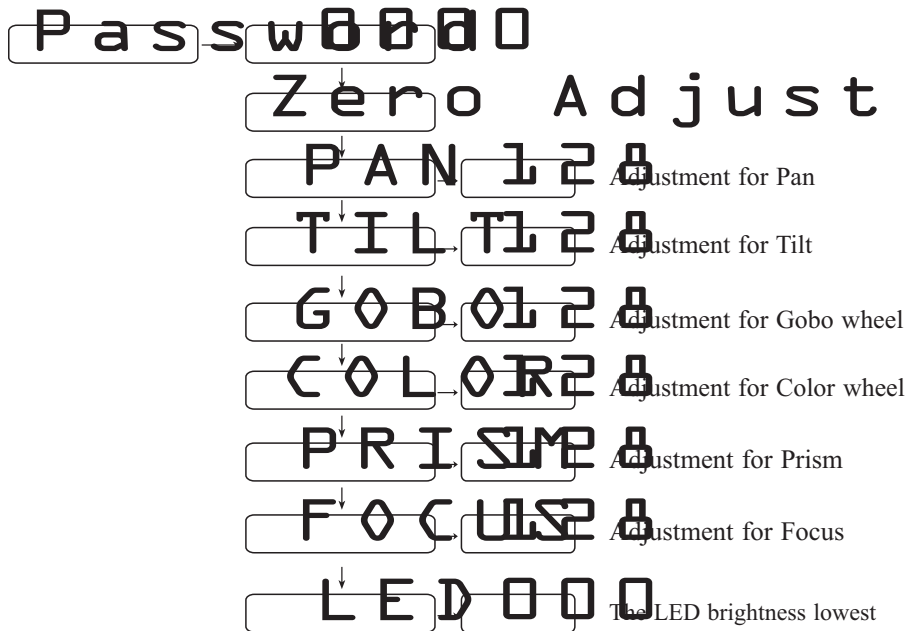 Password 0000
Zero Adjust
PAN 128 Adjustment for Pan
TILT 128 Adjustment for Tilt
GOBO 128 Adjustment for Gobo wheel
COLOR 128 Adjustment for Color wheel
PRISM 128 Adjustment for Prism
FOCUS 128 Adjustment for Focus
LED 000 The LED brightness lowest